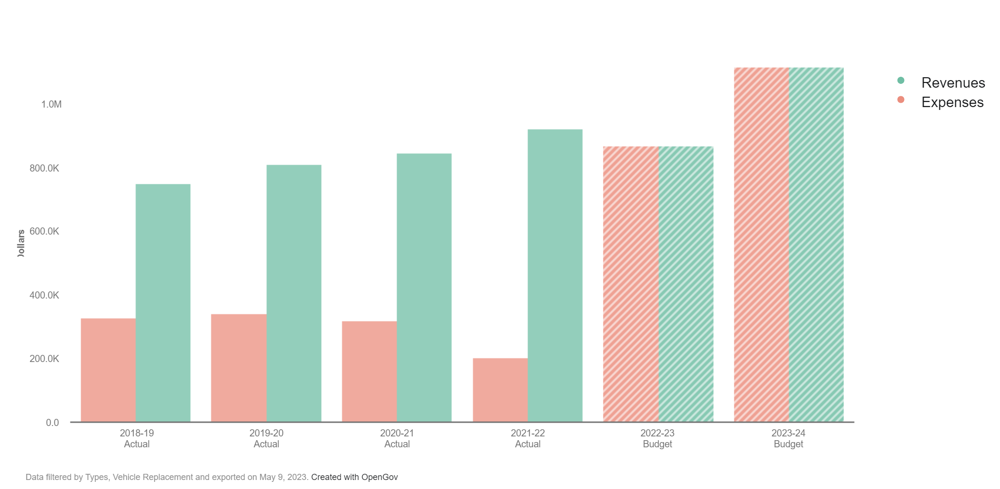 Revenues
Expenses
1.0M
800.0K
600.0K
400.0K
200.0K
0.0
2018-19
Actual
2019-20
Actual
2020-21
Actual
2021-22
Actual
2022-23
Budget
2023-24
Budget
Data filtered by Types, Vehicle Replacement and exported on May 9, 2023. Created with OpenGov